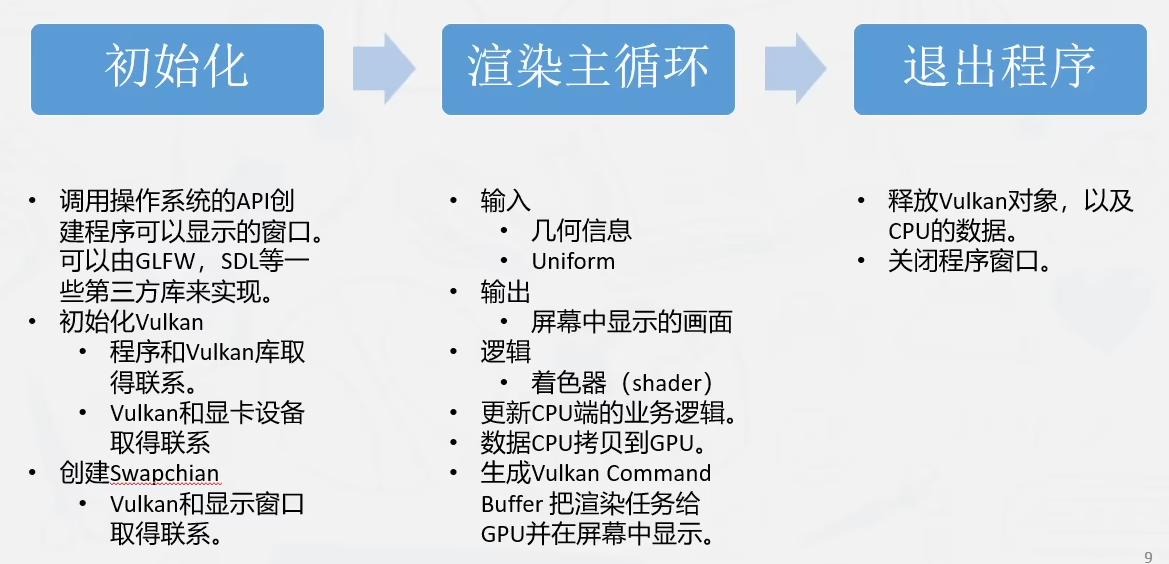 初始化
渲染主循环
退出程序
• 调用操作系统的API创
建程序可以显示的窗口。
可以由GLFW，SDL等一
些第三方库来实现。
• 初始化Vulkan
• 程序和Vulkan库取
得联系。
• Vulkan和显卡设备
取得联系
• 创建Swapchian
• Vulkan和显示窗口
取得联系。
• 输入
• 几何信息
• Uniform
• 输出
• 屏幕中显示的画面
• 逻辑
• 着色器（shader）
• 更新CPU端的业务逻辑。
• 数据CPU拷贝到GPU。
• 生成Vulkan Command
Buffer 把渲染任务给
GPU并在屏幕中显示。
• 释放Vulkan对象，以及
CPU的数据。
• 关闭程序窗口。
9